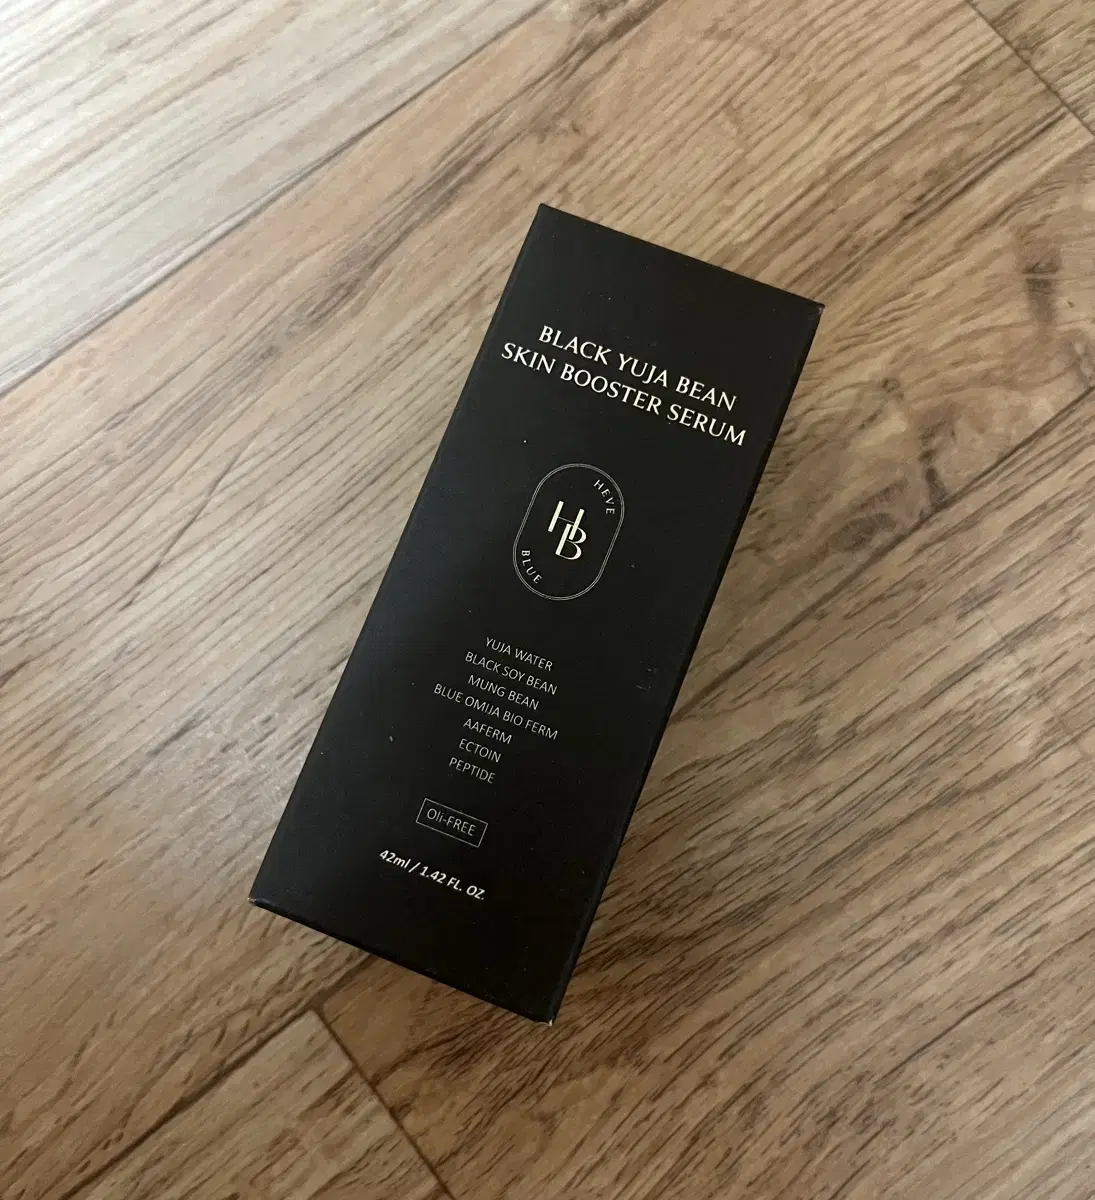 BLACK YUJA BEAN
SKIN BOOSTER SERUM
HEVE
HB
BLUE
YUJA WATER
BLACK SOY BEAN
MUNG BEAN
BLUE OMIJA BIO FERM
AAFERM
ECTOIN
PEPTIDE
Oli-FREE
42ml / 1.42 FL. OZ.